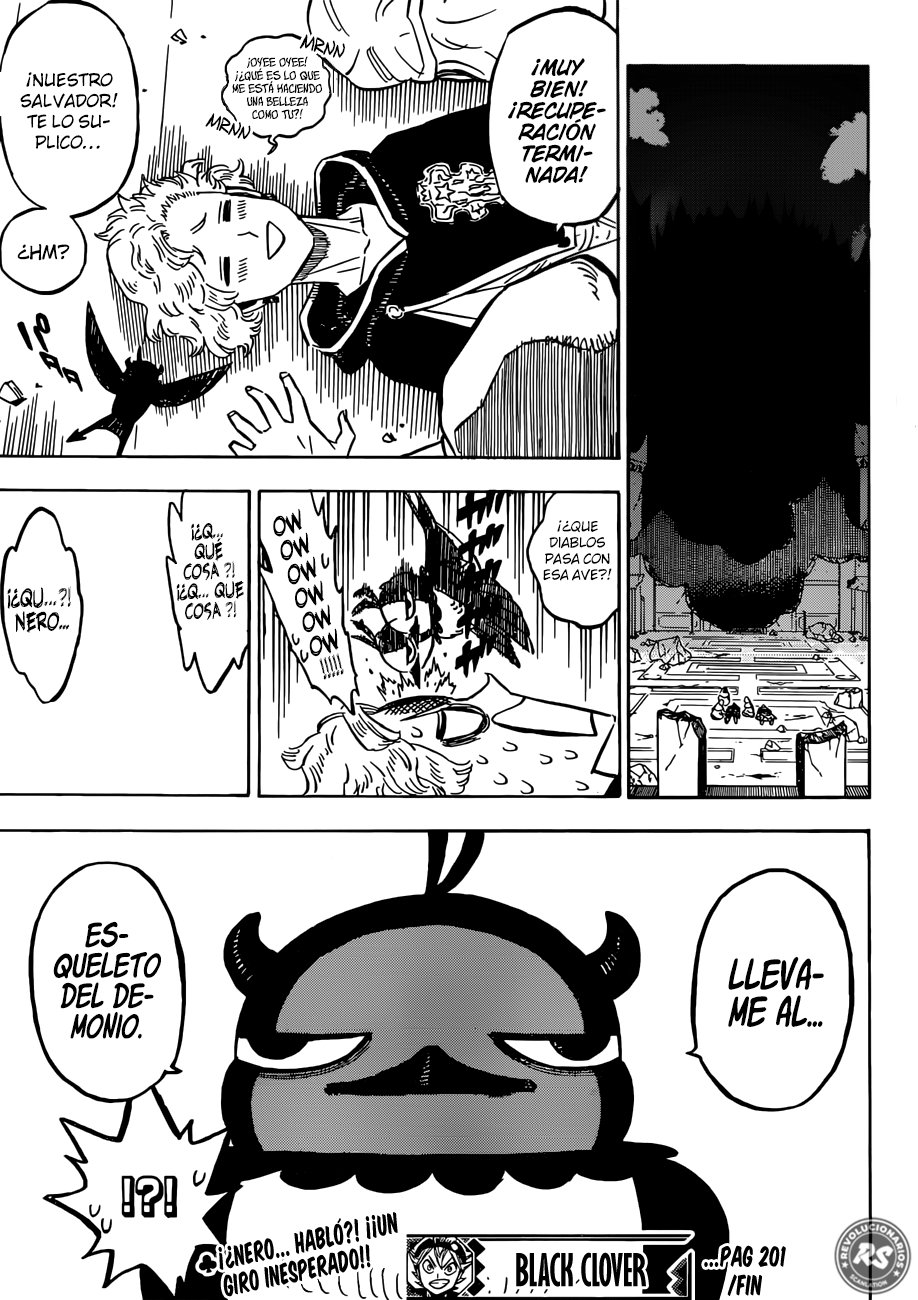 ¡MUY
BIEN!
¡RECUPE-
RACIÓN
TERMI-
NADA!
MRNN
¡OYEE OYEE!
¡¿QUÉ ES LO QUE
ME ESTÁ HACIENDO
UNA BELLEZA
COMO TU?!
MRNN
¡NUESTRO
SALVADOR!
TE LO SU-
PLICO...
¿HM?
¡¿QUE
DIABLOS
PASA CON
ESA AVE?!
OW
OW
OW
OW
OW
OW
!!!!!
¡¿Q...
QUÉ
COSA?!
¡¿Q... QUE
COSA?!
¡¿QU...?!
NERO...
LLEVA-
ME AL...
ES-
QUELETO
DEL DE-
MONIO.
!?!
¡¿NERO... HABLÓ?! ¡¡UN
GIRO INESPERADO!!
BLACK CLOVER
...PAG 201
/FIN
REVOLUCIONARIOS
RS
SCANLATION